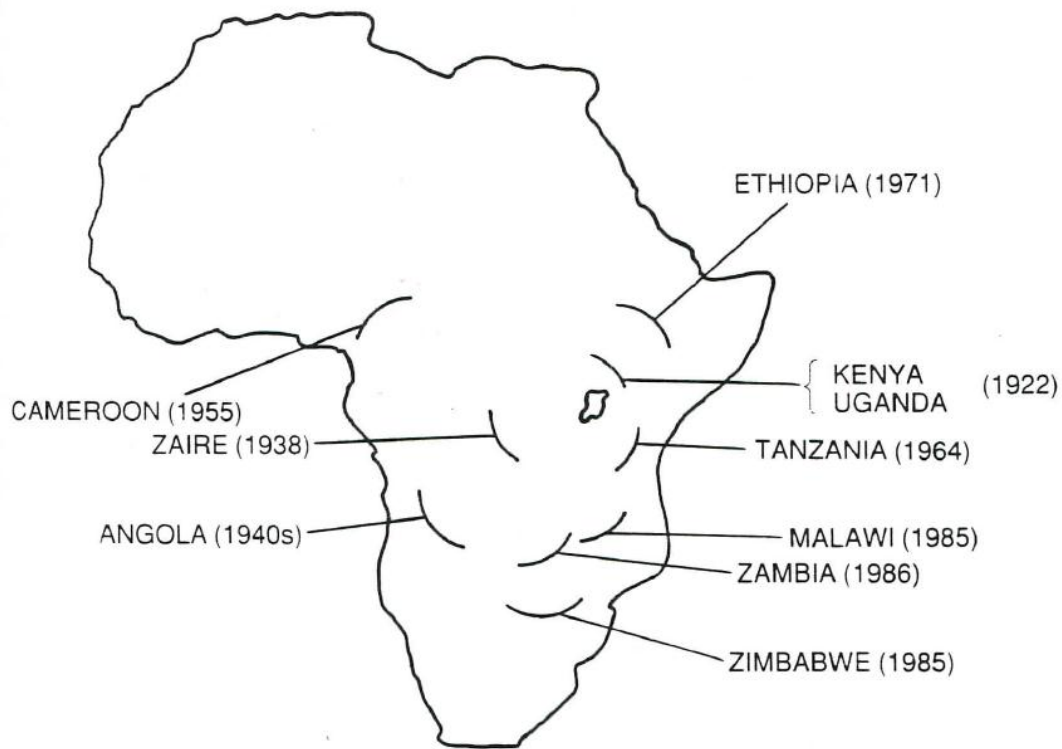 ETHIOPIA (1971)
KENYA
UGANDA
(1922)
CAMEROON (1955)
ZAIRE (1938)
TANZANIA (1964)
ANGOLA (1940s)
MALAWI (1985)
ZAMBIA (1986)
ZIMBABWE (1985)